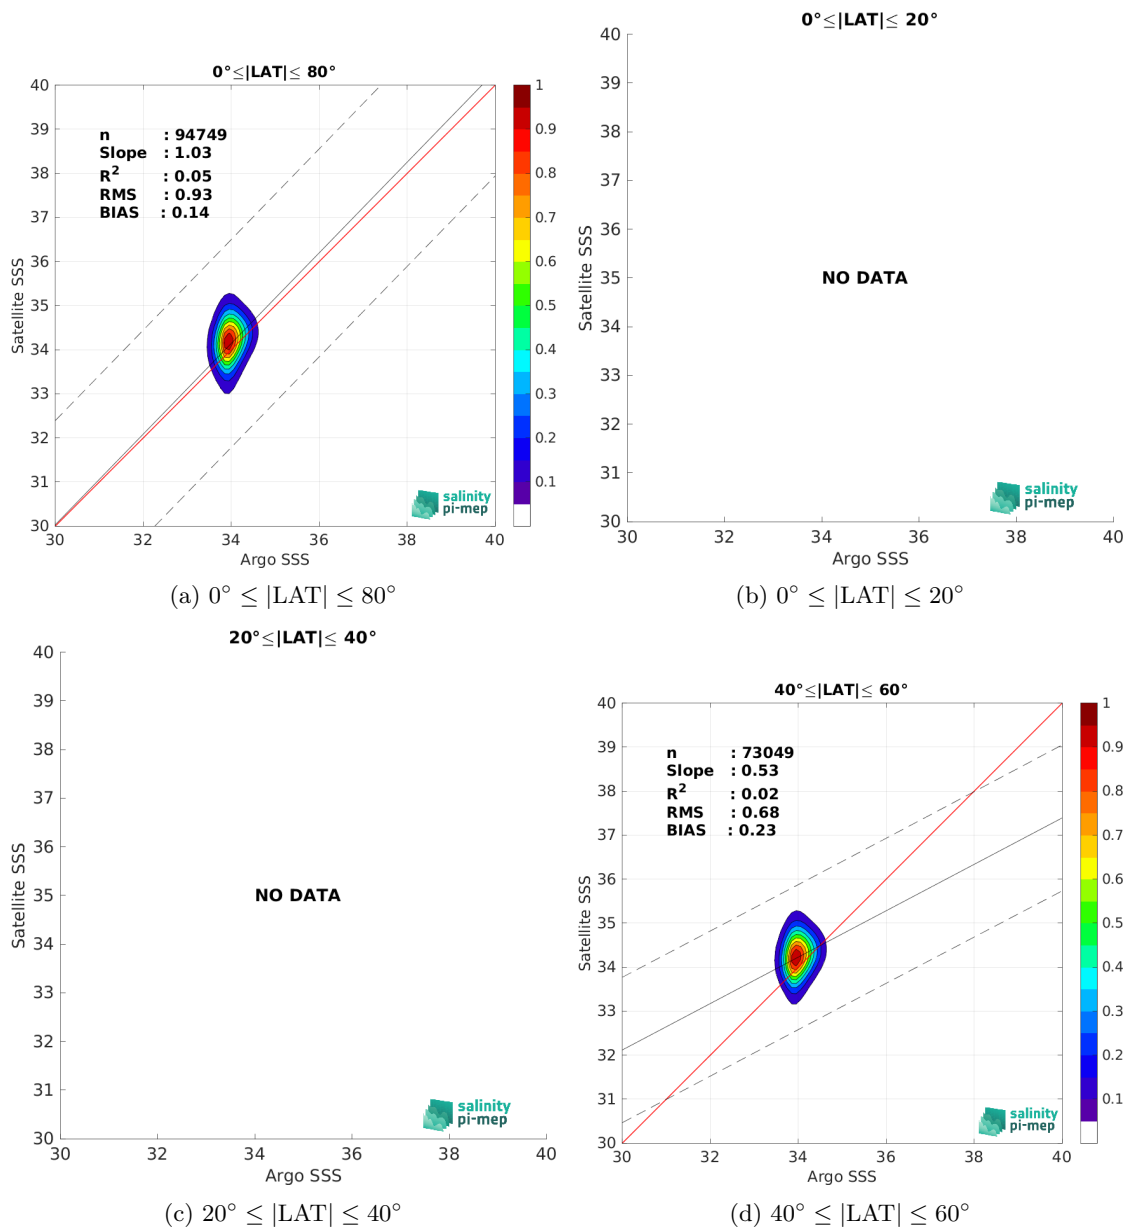 0°≤|LAT|≤ 80°
40
39
38
37
36
35
34
33
32
31
30
n : 94749
Slope : 1.03
R² : 0.05
RMS : 0.93
BIAS : 0.14
Satellite SSS
30 32 34 36 38 40
Argo SSS
salinity
pi-mep
1
0.9
0.8
0.7
0.6
0.5
0.4
0.3
0.2
0.1
(a) 0° ≤ |LAT| ≤ 80°
0°≤|LAT|≤ 20°
40
39
38
37
36
35
34
33
32
31
30
Satellite SSS
NO DATA
salinity
pi-mep
30 32 34 36 38 40
Argo SSS
(b) 0° ≤ |LAT| ≤ 20°
20°≤|LAT|≤ 40°
40
39
38
37
36
35
34
33
32
31
30
Satellite SSS
NO DATA
salinity
pi-mep
30 32 34 36 38 40
Argo SSS
(c) 20° ≤ |LAT| ≤ 40°
40°≤|LAT|≤ 60°
40
39
38
37
36
35
34
33
32
31
30
n : 73049
Slope : 0.53
R² : 0.02
RMS : 0.68
BIAS : 0.23
Satellite SSS
30 32 34 36 38 40
Argo SSS
salinity
pi-mep
1
0.9
0.8
0.7
0.6
0.5
0.4
0.3
0.2
0.1
(d) 40° ≤ |LAT| ≤ 60°